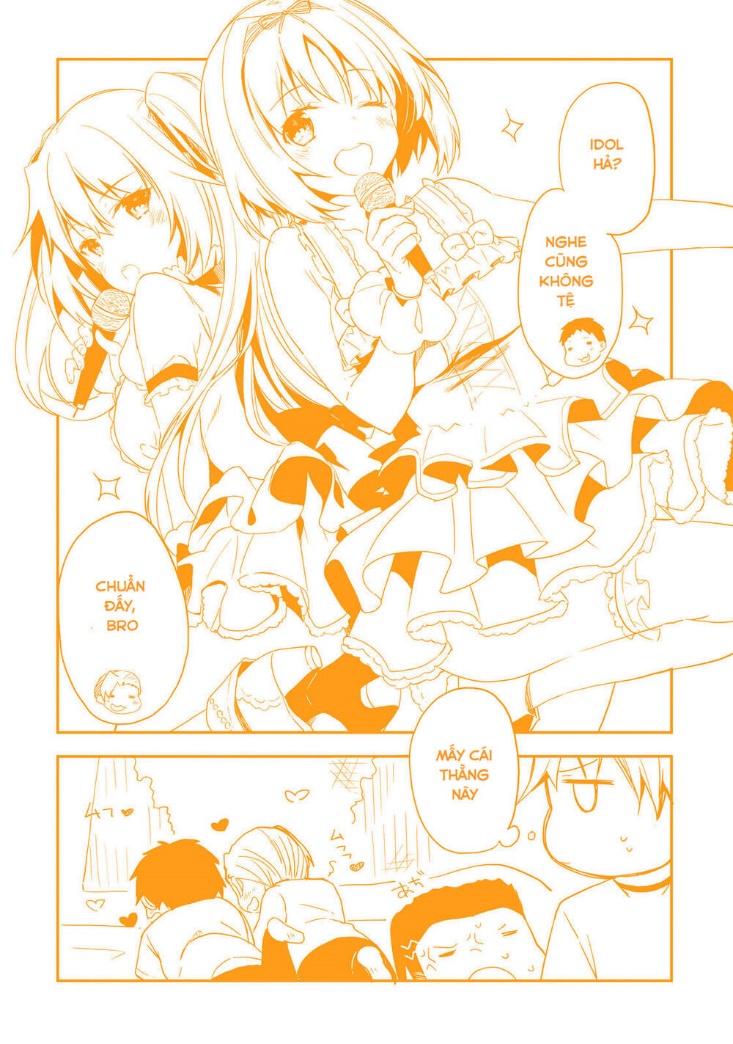 IDOL
HẢ?
NGHE
CŨNG
KHÔNG
TỆ
CHUẨN
ĐẤY,
BRO
MẤY CÁI
THẰNG
NÀY